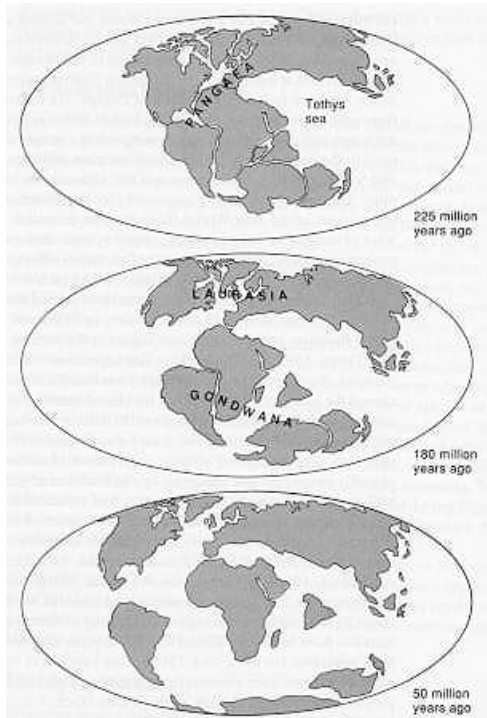 PANGAEA
Tethys
sea
225 million
years ago
LAURASIA
GONDWANA
180 million
years ago
50 million
years ago